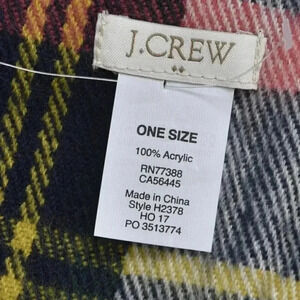 J.CREW
ONE SIZE
100% Acrylic
RN77388
CA56445
Made in China
Style H2378
HO 17
PO 3513774